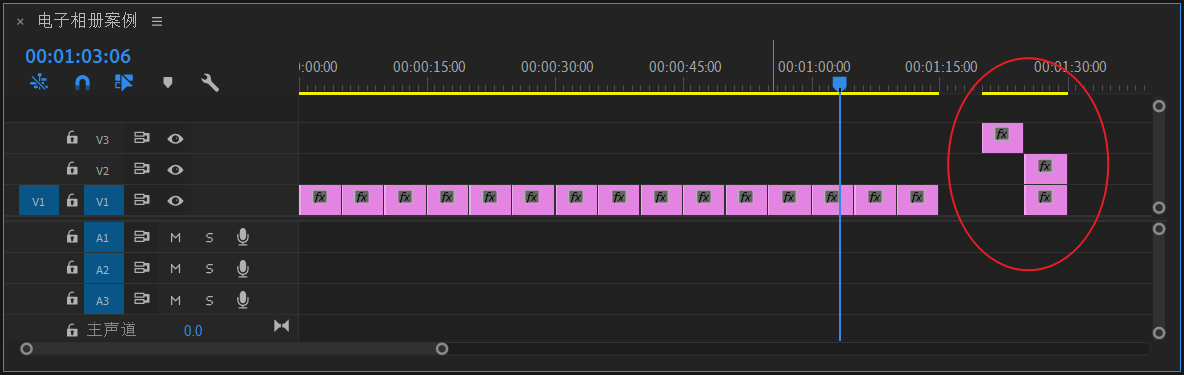 × 电子相册案例 ≡
00:01:03:06
:00:00 00:00:15:00 00:00:30:00 00:00:45:00 00:01:00:00 00:01:15:00 00:01:30:00
V3 fx
V2 fx
V1 V1 fx fx fx fx fx fx fx fx fx fx fx fx fx fx fx fx
A1 M S
A2 M S
A3 M S
主声道 0.0